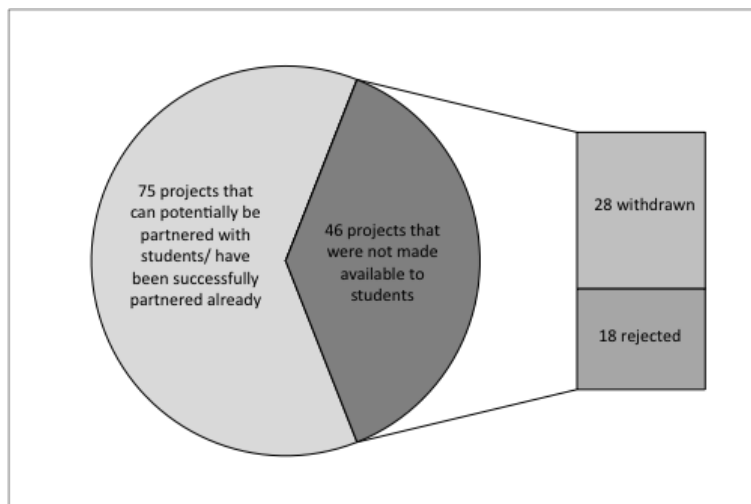 75 projects that
can potentially be
partnered with
students/ have
been successfully
partnered already
46 projects that
were not made
available to
students
28 withdrawn
18 rejected